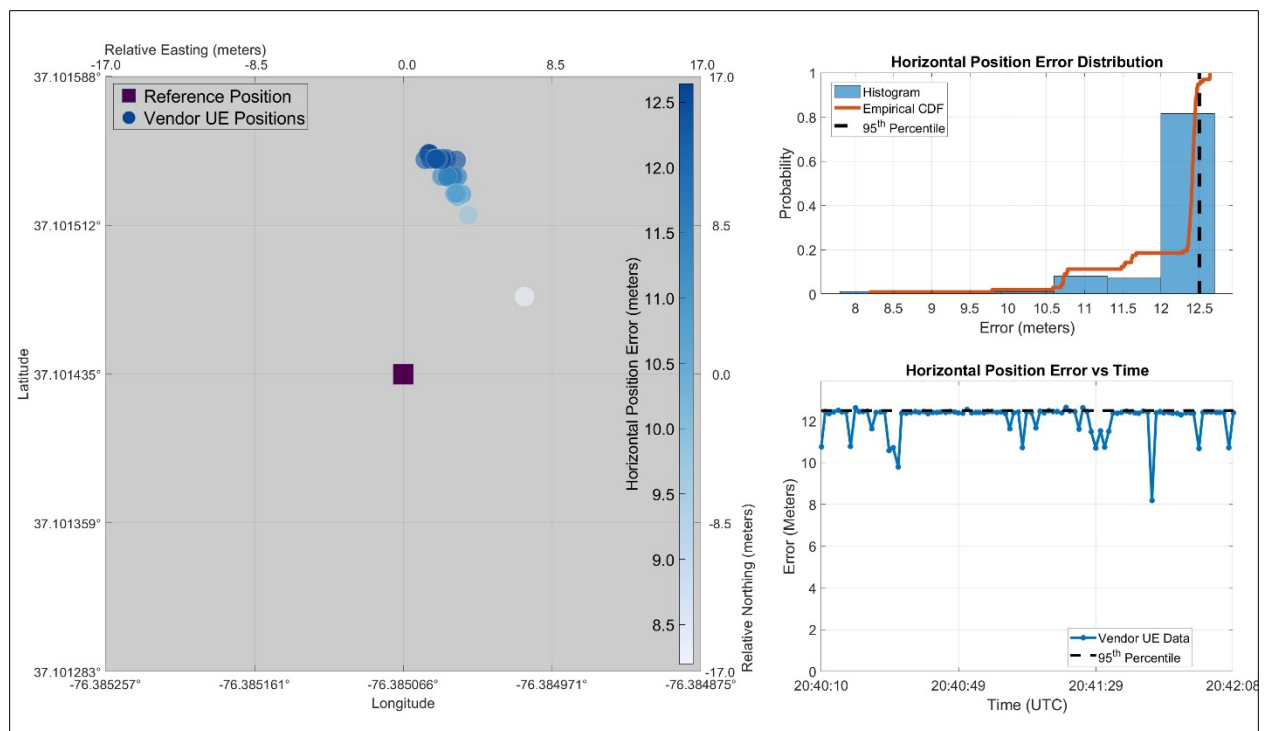 Relative Easting (meters)
-17.0 -8.5 0.0 8.5 17.0
37.101588° 17.0
Reference Position
Vendor UE Positions
37.101512° 8.5
37.101435° 0.0
37.101359° -8.5
37.101283° -17.0
Latitude
-76.385257° -76.385161° -76.385066° -76.384971° -76.384875°
Longitude
Relative Northing (meters)
Horizontal Position Error (meters)
12.5
12.0
11.5
11.0
10.5
10.0
9.5
9.0
8.5
Horizontal Position Error Distribution
Histogram
Empirical CDF
95th Percentile
Probability
1
0.8
0.6
0.4
0.2
0
8 8.5 9 9.5 10 10.5 11 11.5 12 12.5
Error (meters)
Horizontal Position Error vs Time
Error (Meters)
12
10
8
6
4
2
0
Vendor UE Data
95th Percentile
20:40:10 20:40:49 20:41:29 20:42:08
Time (UTC)